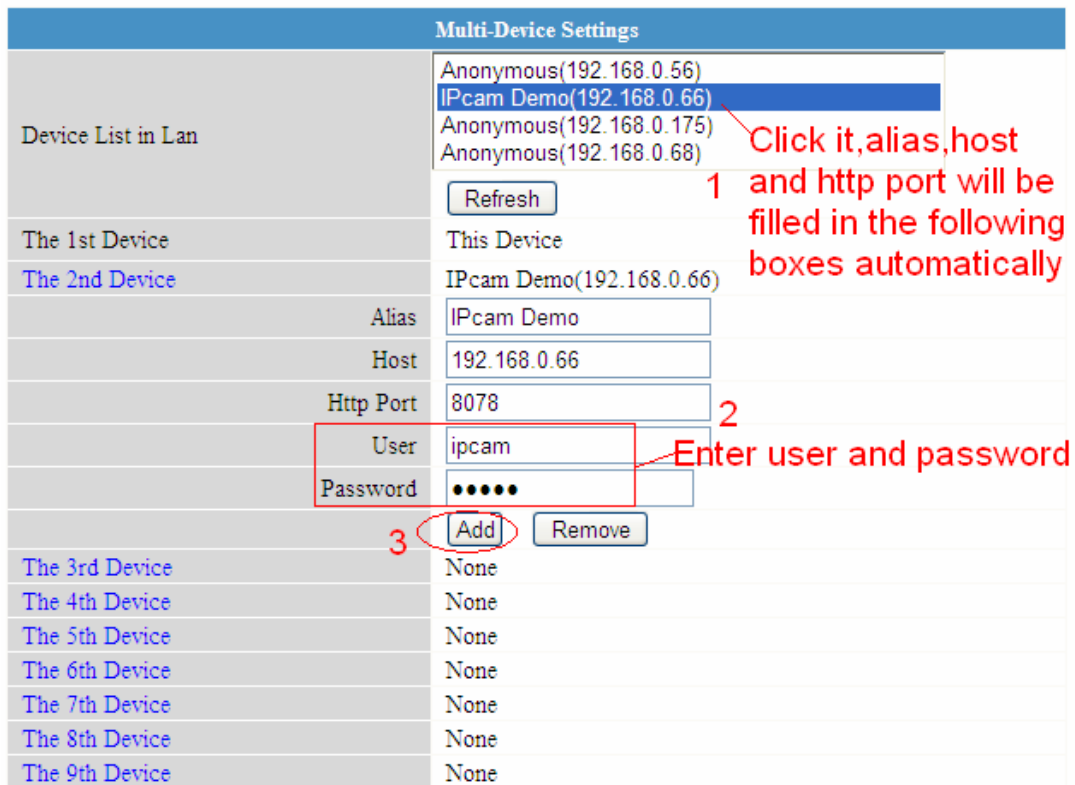 Multi-Device Settings
Device List in Lan
Anonymous(192.168.0.56)
IPcam Demo(192.168.0.66)
Anonymous(192.168.0.175)
Anonymous(192.168.0.68)
Refresh
1
Click it,alias,host
and http port will be
filled in the following
boxes automatically
The 1st Device This Device
The 2nd Device IPcam Demo(192.168.0.66)
Alias IPcam Demo
Host 192.168.0.66
Http Port 8078
2
User ipcam
Enter user and password
Password •••••
3 Add Remove
The 3rd Device None
The 4th Device None
The 5th Device None
The 6th Device None
The 7th Device None
The 8th Device None
The 9th Device None